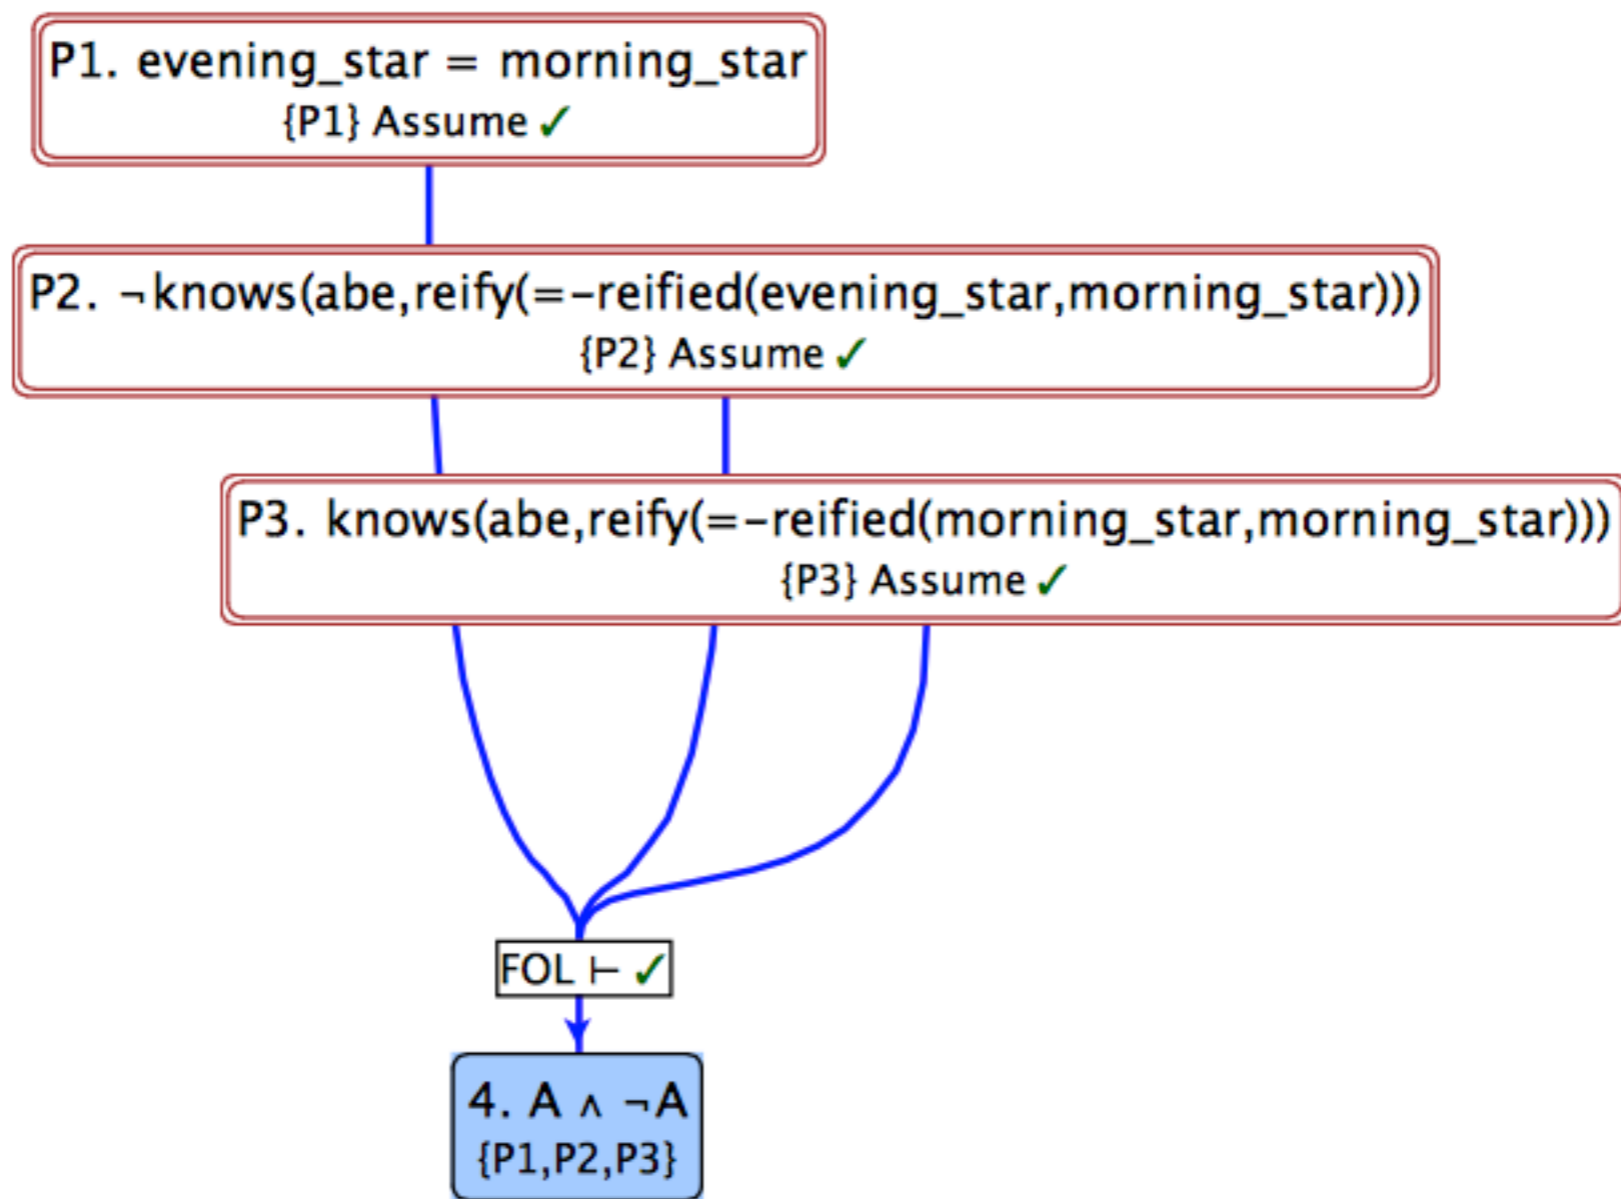 P1. evening_star = morning_star
{P1} Assume ✓
P2. ¬knows(abe,reify(=-reified(evening_star,morning_star)))
{P2} Assume ✓
P3. knows(abe,reify(=-reified(morning_star,morning_star)))
{P3} Assume ✓
FOL ⊢ ✓
4. A ∧ ¬A
{P1,P2,P3}